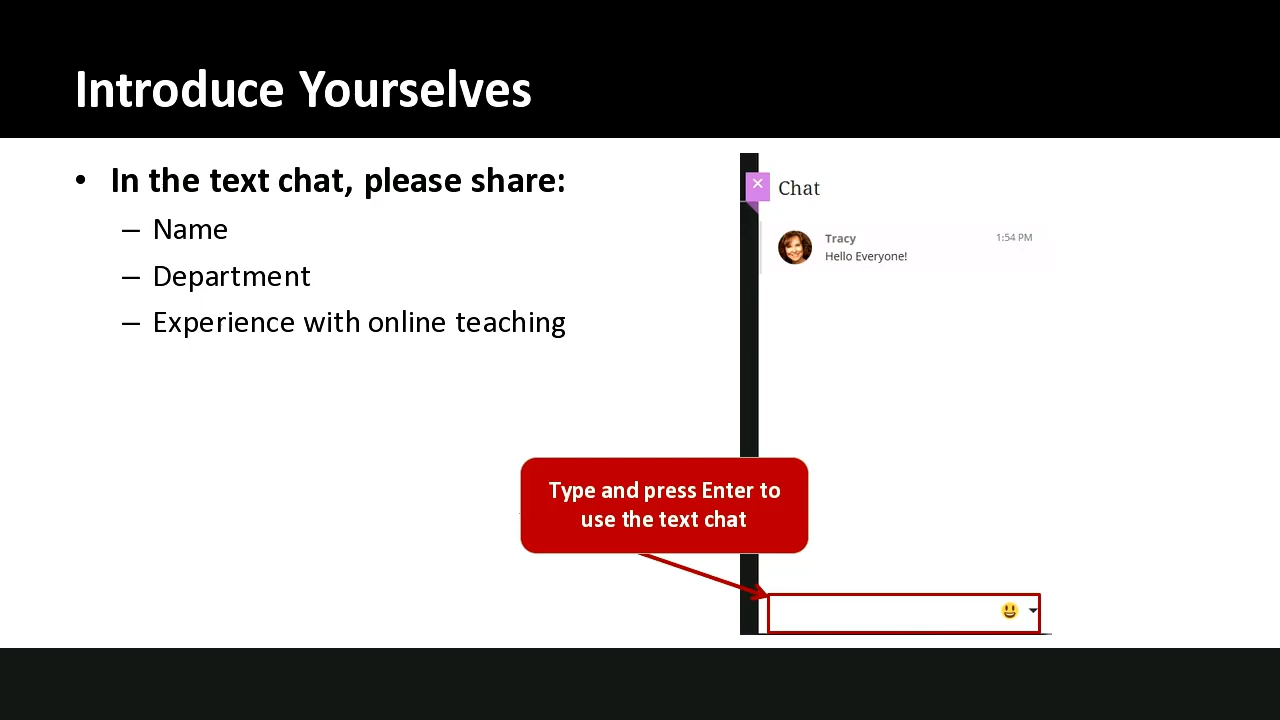 Introduce Yourselves
• In the text chat, please share:
– Name
– Department
– Experience with online teaching
Chat
Tracy 1:54 PM
Hello Everyone!
Type and press Enter to
use the text chat